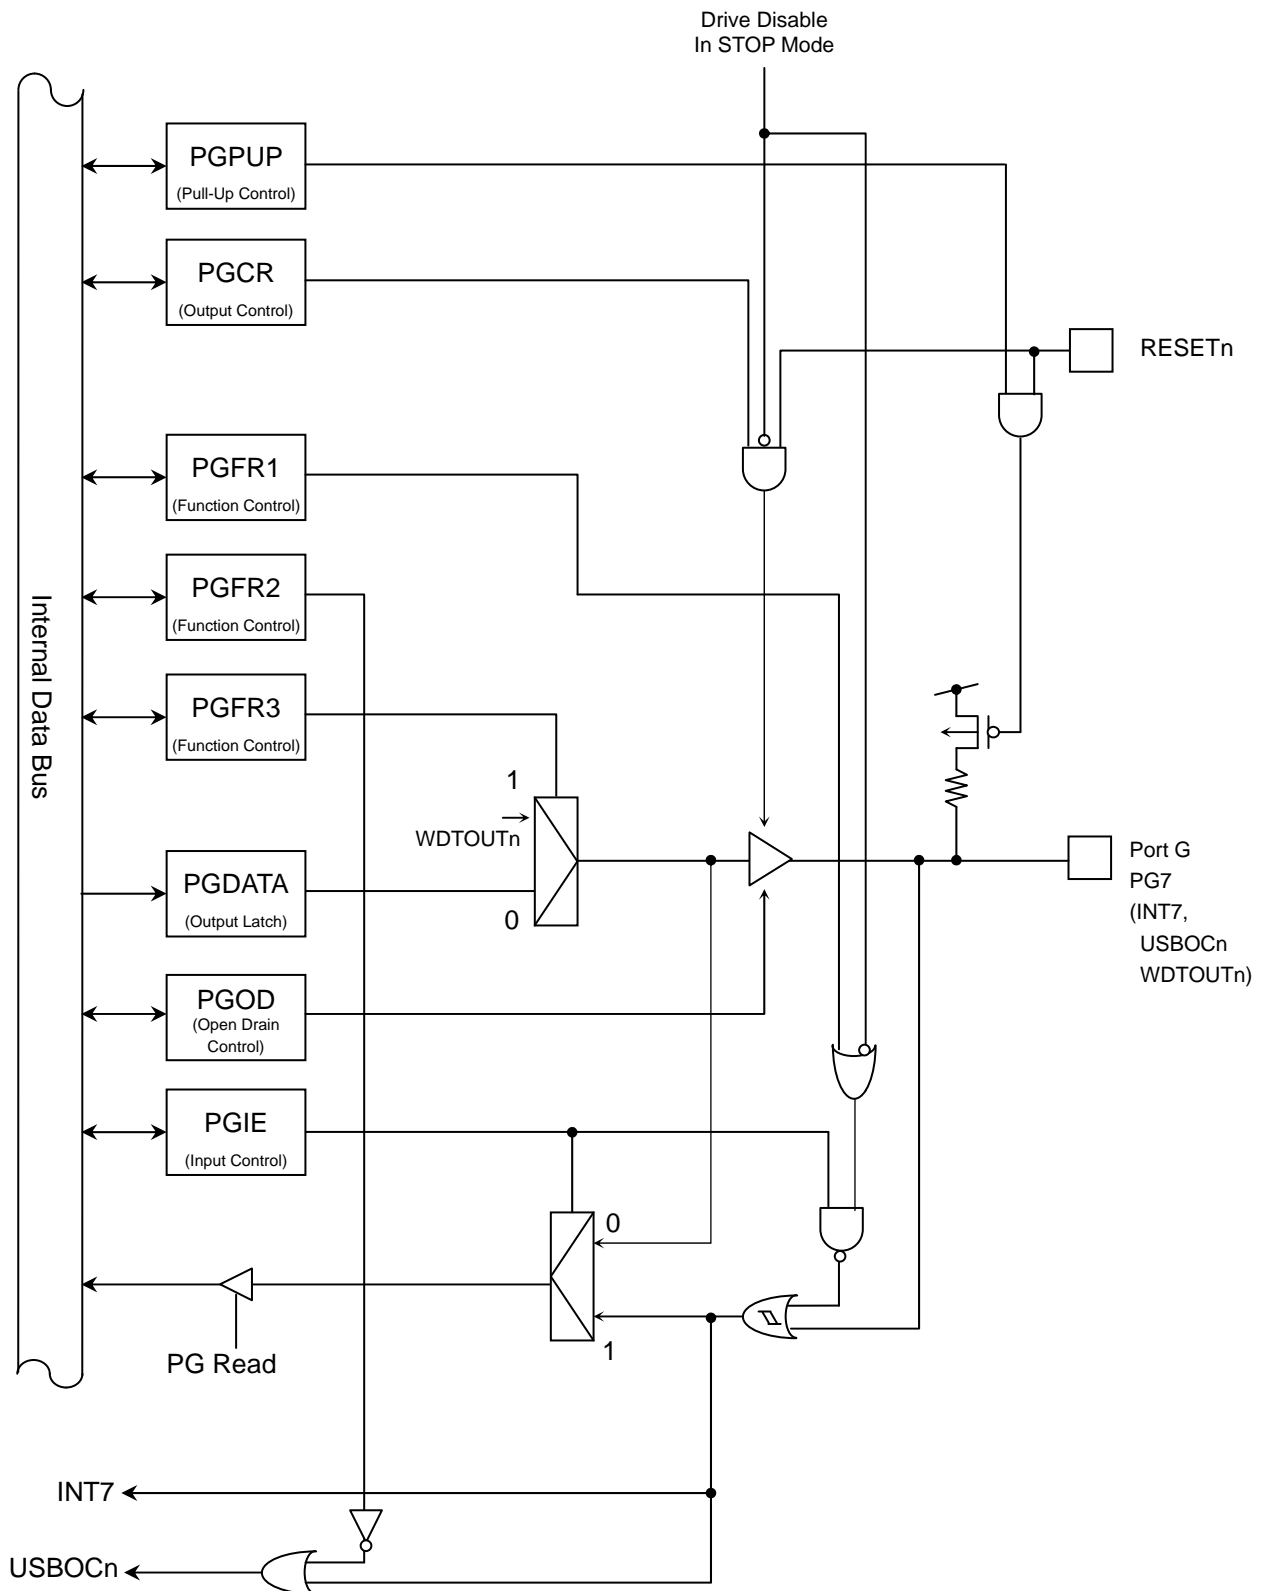 Drive Disable
In STOP Mode
PGPUP
(Pull-Up Control)
PGCR
(Output Control)
RESETn
PGFR1
(Function Control)
PGFR2
(Function Control)
Internal Data Bus
PGFR3
(Function Control)
1
WDTOUTn
PGDATA
(Output Latch)
0
Port G
PG7
(INT7,
USBOCn
WDTOUTn)
PGOD
(Open Drain
Control)
PGIE
(Input Control)
0
1
PG Read
INT7
USBOCn